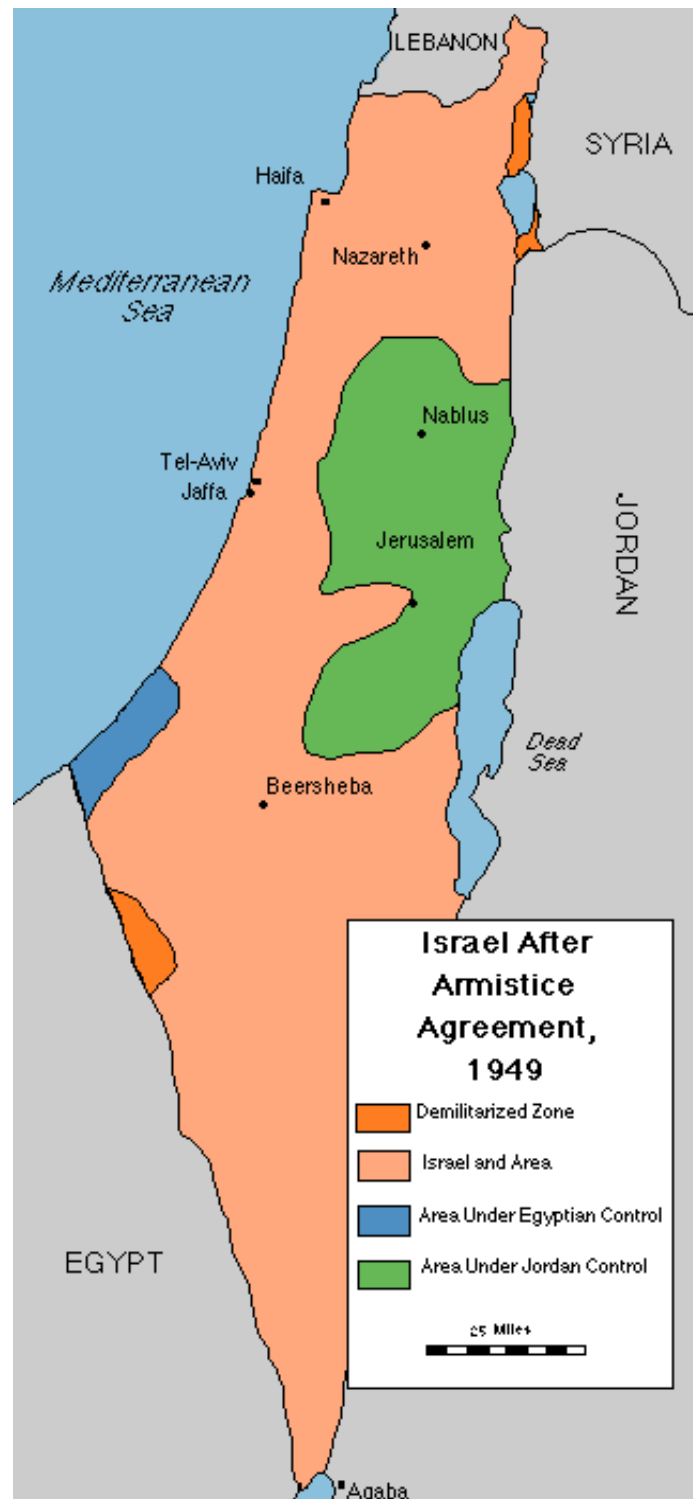 LEBANON
SYRIA
Haifa
Nazareth
Mediterranean
Sea
Nablus
Tel-Aviv
Jaffa
Jerusalem
JORDAN
Dead
Sea
Beersheba
Israel After
Armistice
Agreement,
1949
Demilitarized Zone
Israel and Area
Area Under Egyptian Control
Area Under Jordan Control
25 Miles
EGYPT
Aqaba